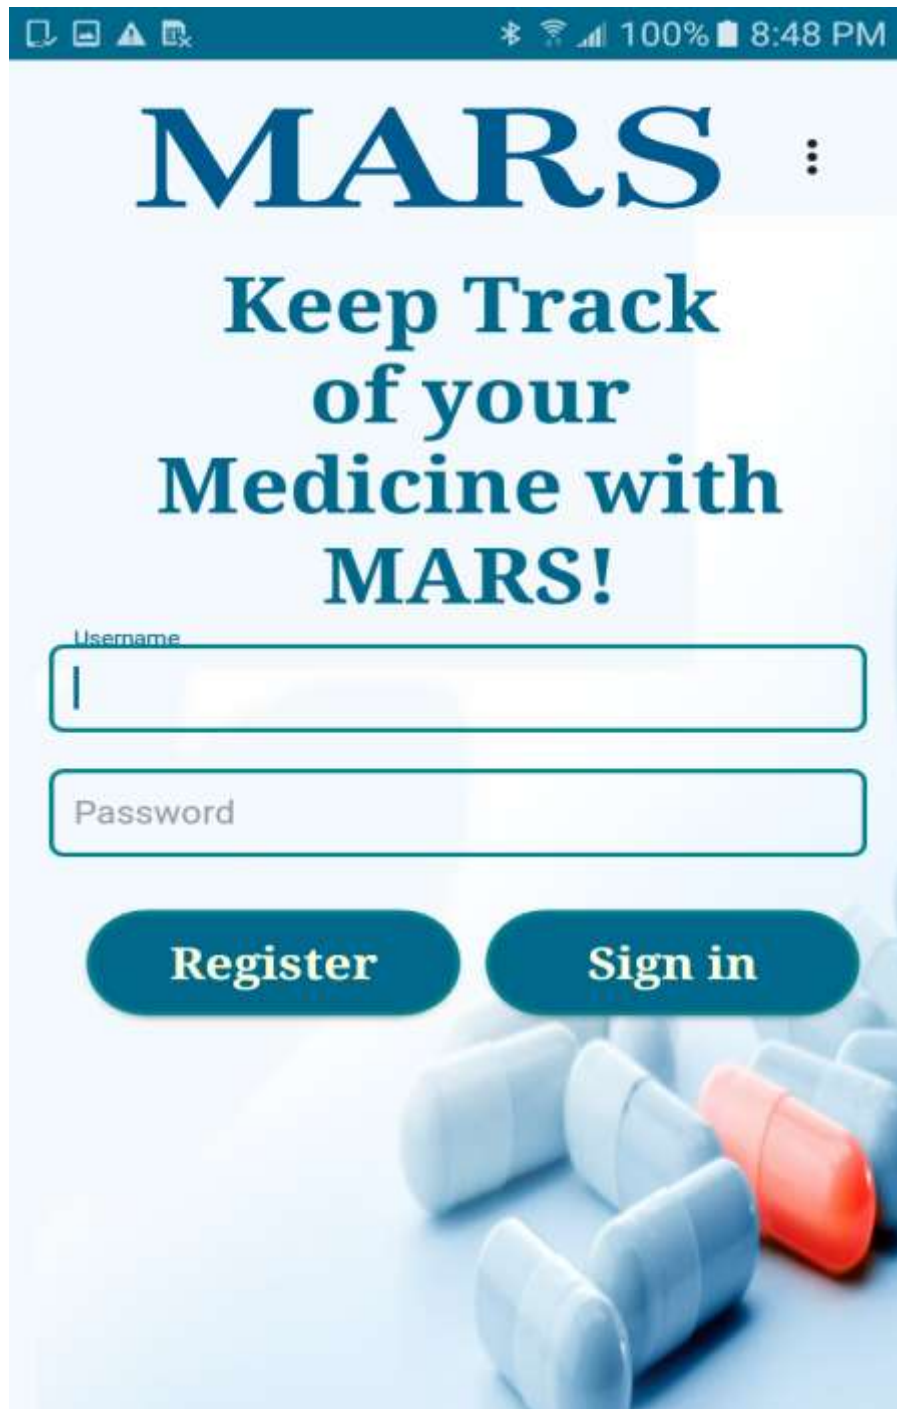 100% 8:48 PM
MARS
Keep Track
of your
Medicine with
MARS!
Username
Password
Register Sign in